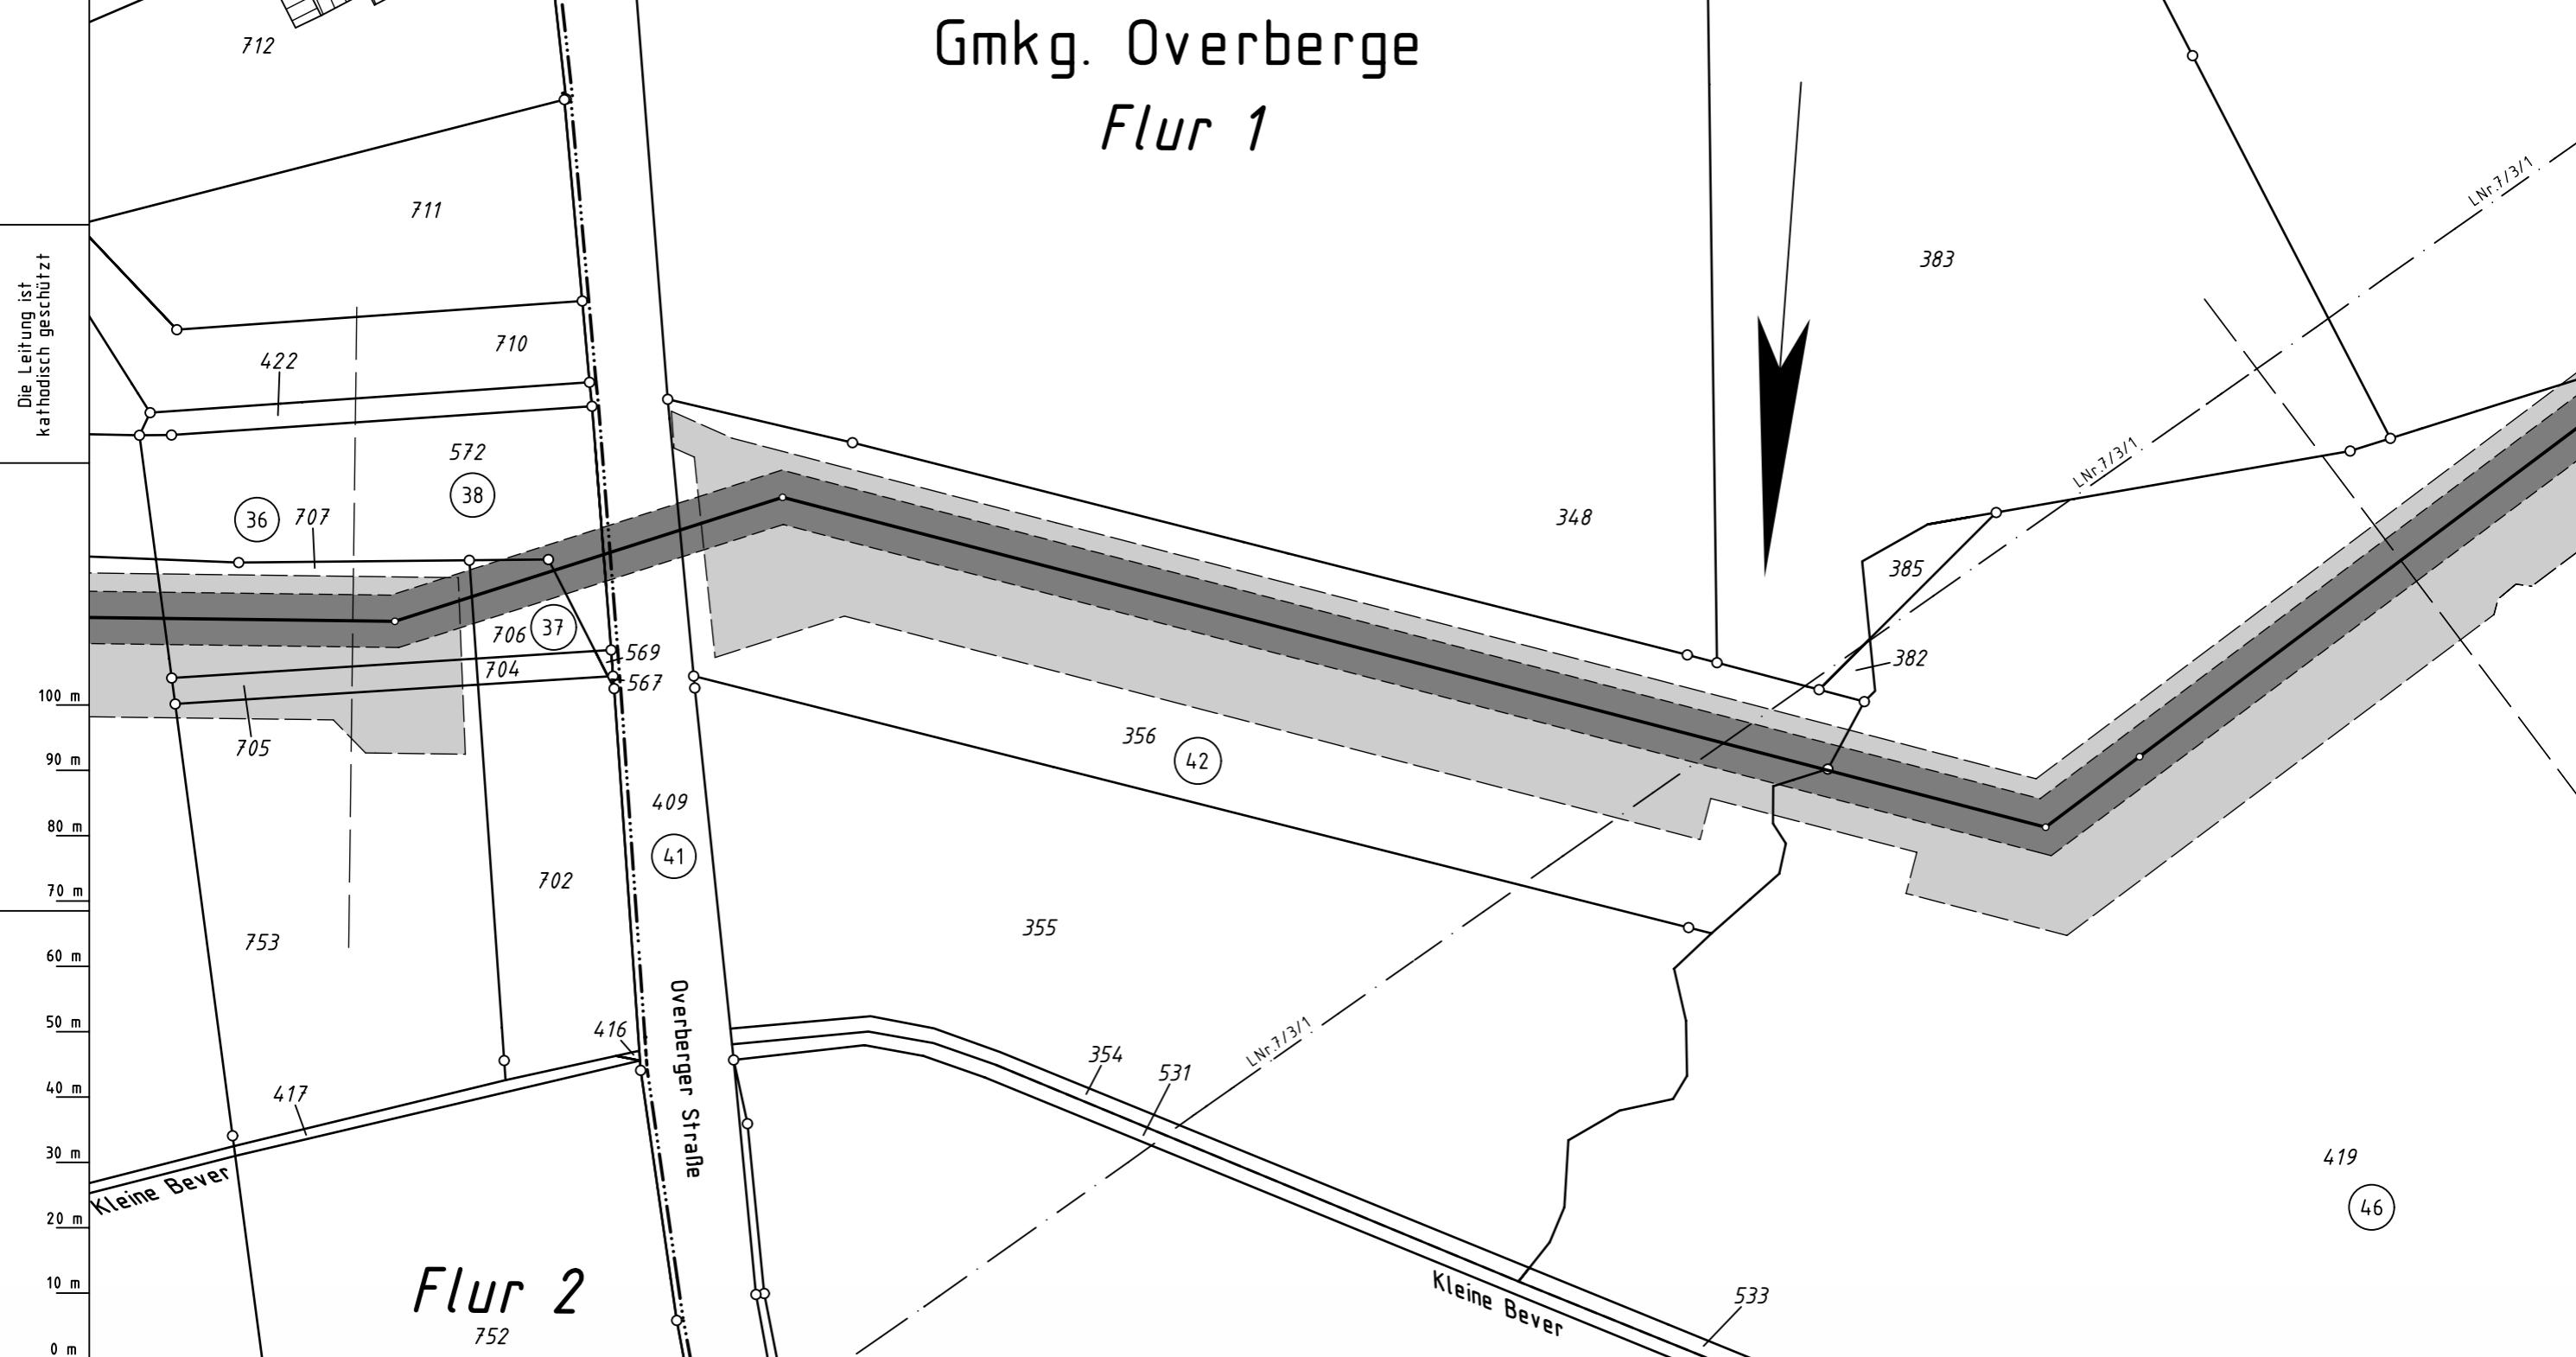 Gmkg. Overberge
Flur 1
712
711
710
422
572
38
36
707
Die Leitung ist
kathodisch geschützt
383
LNr.7/3/1
LNr.7/3/1
348
385
382
706
37
569
704
567
705
356
42
409
41
702
753
355
Overberger Straße
416
417
354
531
LNr.7/3/1
419
46
Kleine Bever
Kleine Bever
533
Flur 2
752
100 m
90 m
80 m
70 m
60 m
50 m
40 m
30 m
20 m
10 m
0 m